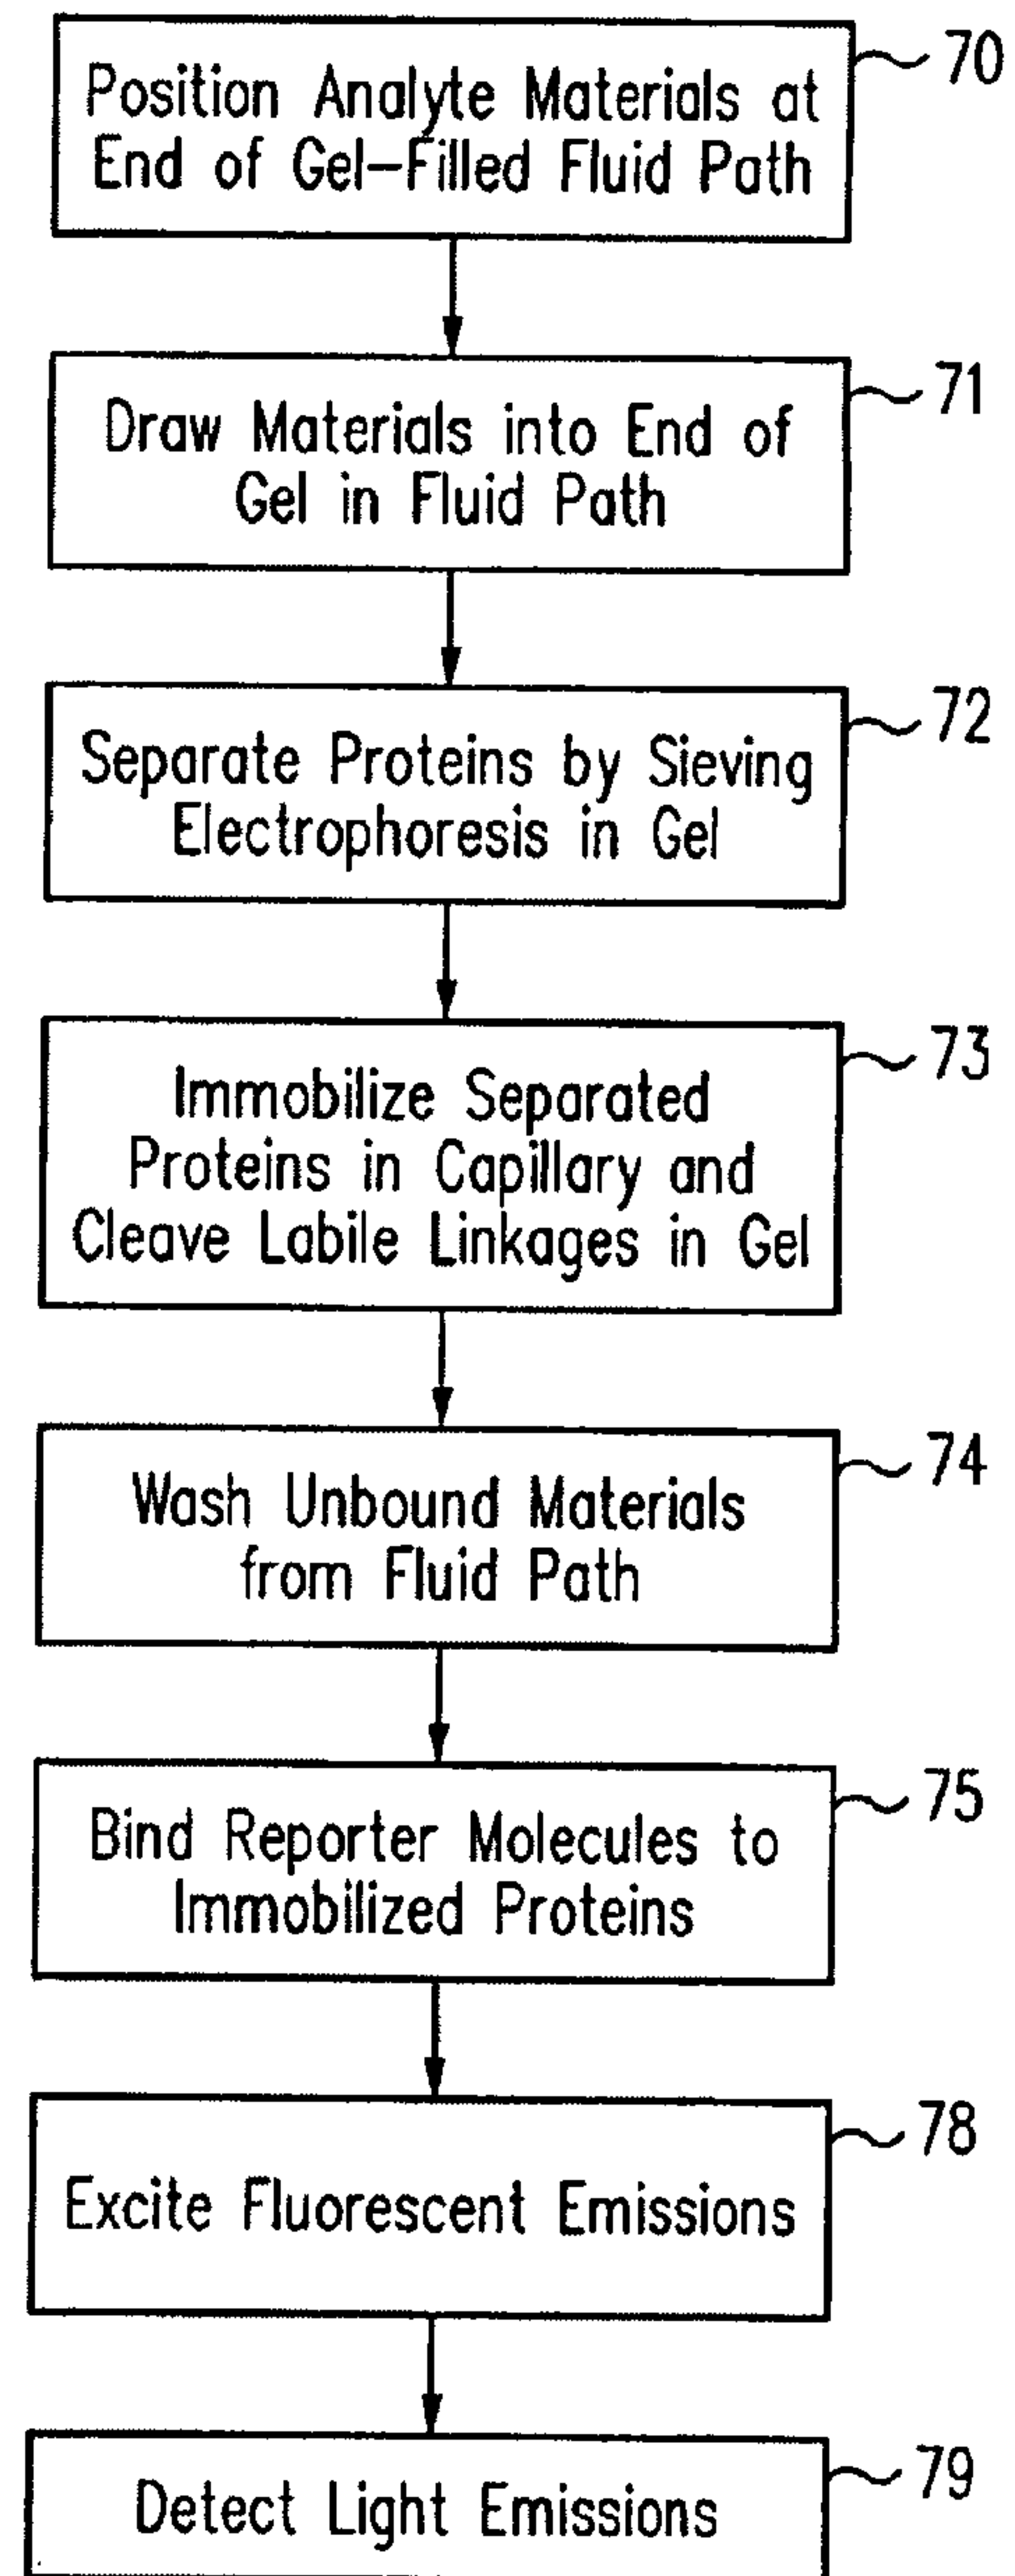 70
Position Analyte Materials at
End of Gel-Filled Fluid Path
71
Draw Materials into End of
Gel in Fluid Path
72
Separate Proteins by Sieving
Electrophoresis in Gel
73
Immobilize Separated
Proteins in Capillary and
Cleave Labile Linkages in Gel
74
Wash Unbound Materials
from Fluid Path
75
Bind Reporter Molecules to
Immobilized Proteins
78
Excite Fluorescent Emissions
79
Detect Light Emissions